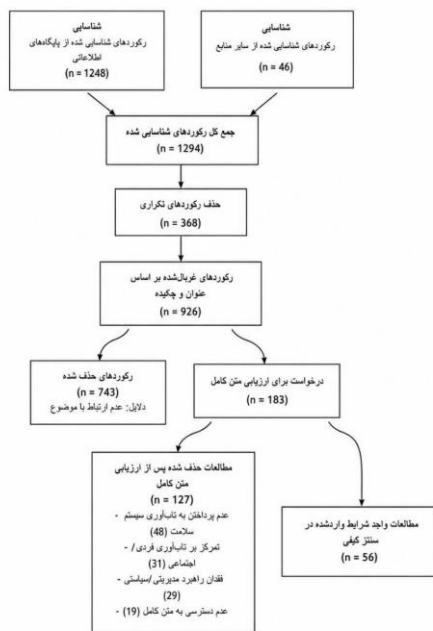 شناسایی
رکوردهای شناسایی شده از پایگاه‌های
اطلاعاتی
(n = 1248)
شناسایی
رکوردهای شناسایی شده از سایر منابع
(n = 46)
جمع کل رکوردهای شناسایی شده
(n = 1294)
حذف رکوردهای تکراری
(n = 368)
رکوردهای غربال‌شده بر اساس
عنوان و چکیده
(n = 926)
رکوردهای حذف شده
(n = 743)
دلایل: عدم ارتباط با موضوع
درخواست برای ارزیابی متن کامل
(n = 183)
مطالعات حذف شده پس از ارزیابی
متن کامل
(n = 127)
عدم پرداختن به تاب‌آوری سیستم -
سلامت (48)
تمرکز بر تاب‌آوری فردی / -
اجتماعی (31)
فقدان راهبرد مدیریتی/سیاستی -
(29)
عدم دسترسی به متن کامل (19) -
مطالعات واجد شرایط واردشده در
سنتز کیفی
(n = 56)